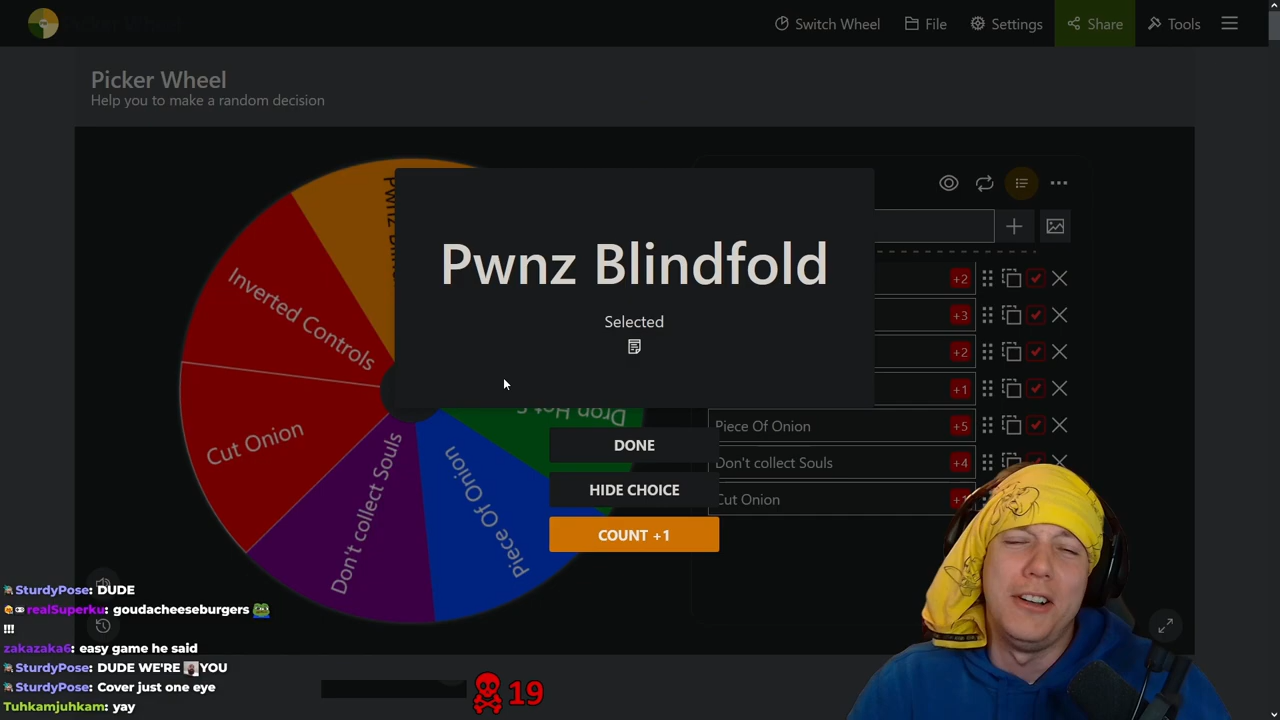 Picker Wheel
Switch Wheel
File
Settings
Share
Tools
Picker Wheel
Help you to make a random decision
Inverted Controls
Cut Onion
Don't collect Souls
Piece Of Onion
Pwnz Blindfold
Selected
DONE
HIDE CHOICE
COUNT +1
+2
+3
+2
+1
Piece Of Onion +5
Don't collect Souls +4
Cut Onion
SturdyPose: DUDE
realSuperku: goudacheeseburgers
!!!
zakazaka6: easy game he said
SturdyPose: DUDE WE'RE YOU
SturdyPose: Cover just one eye
Tuhkamjuhkam: yay
19